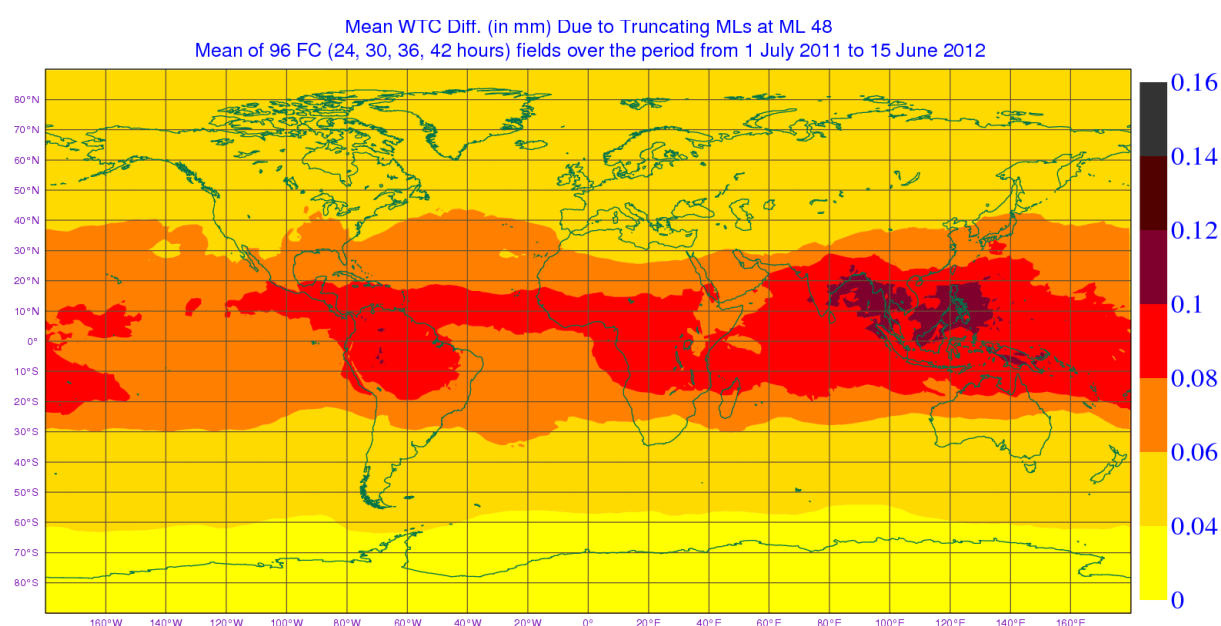 Mean WTC Diff. (in mm) Due to Truncating MLs at ML 48
Mean of 96 FC (24, 30, 36, 42 hours) fields over the period from 1 July 2011 to 15 June 2012
80°N
70°N
60°N
50°N
40°N
30°N
20°N
10°N
0°
10°S
20°S
30°S
40°S
50°S
60°S
70°S
80°S
160°W 140°W 120°W 100°W 80°W 60°W 40°W 20°W 0° 20°E 40°E 60°E 80°E 100°E 120°E 140°E 160°E
0.16
0.14
0.12
0.1
0.08
0.06
0.04
0